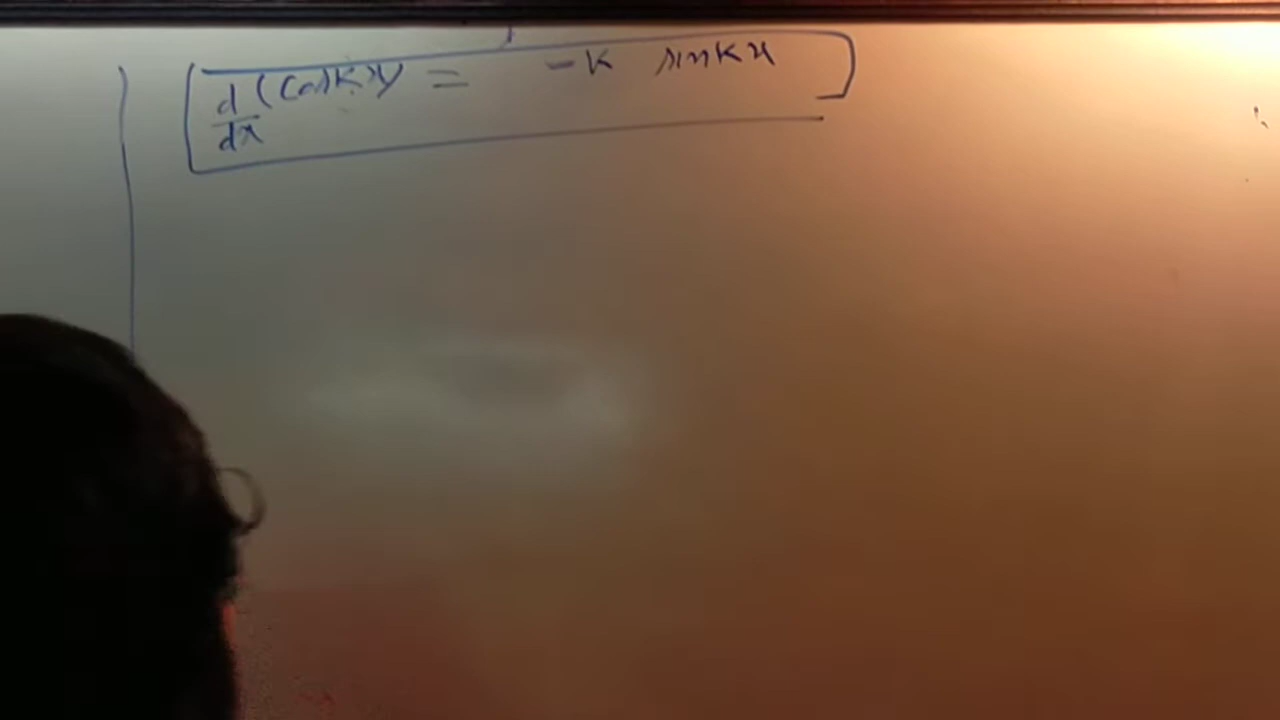 d/dx (cos kx) = -k sin kx